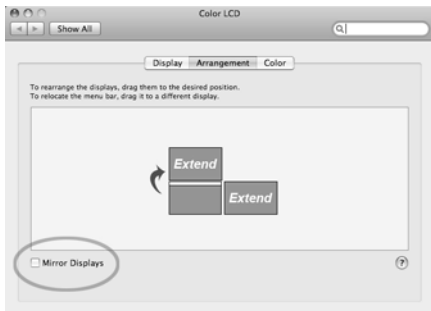 Color LCD
Show All
Display Arrangement Color
To rearrange the displays, drag them to the desired position.
To relocate the menu bar, drag it to a different display.
Extend
Extend
Mirror Displays
?